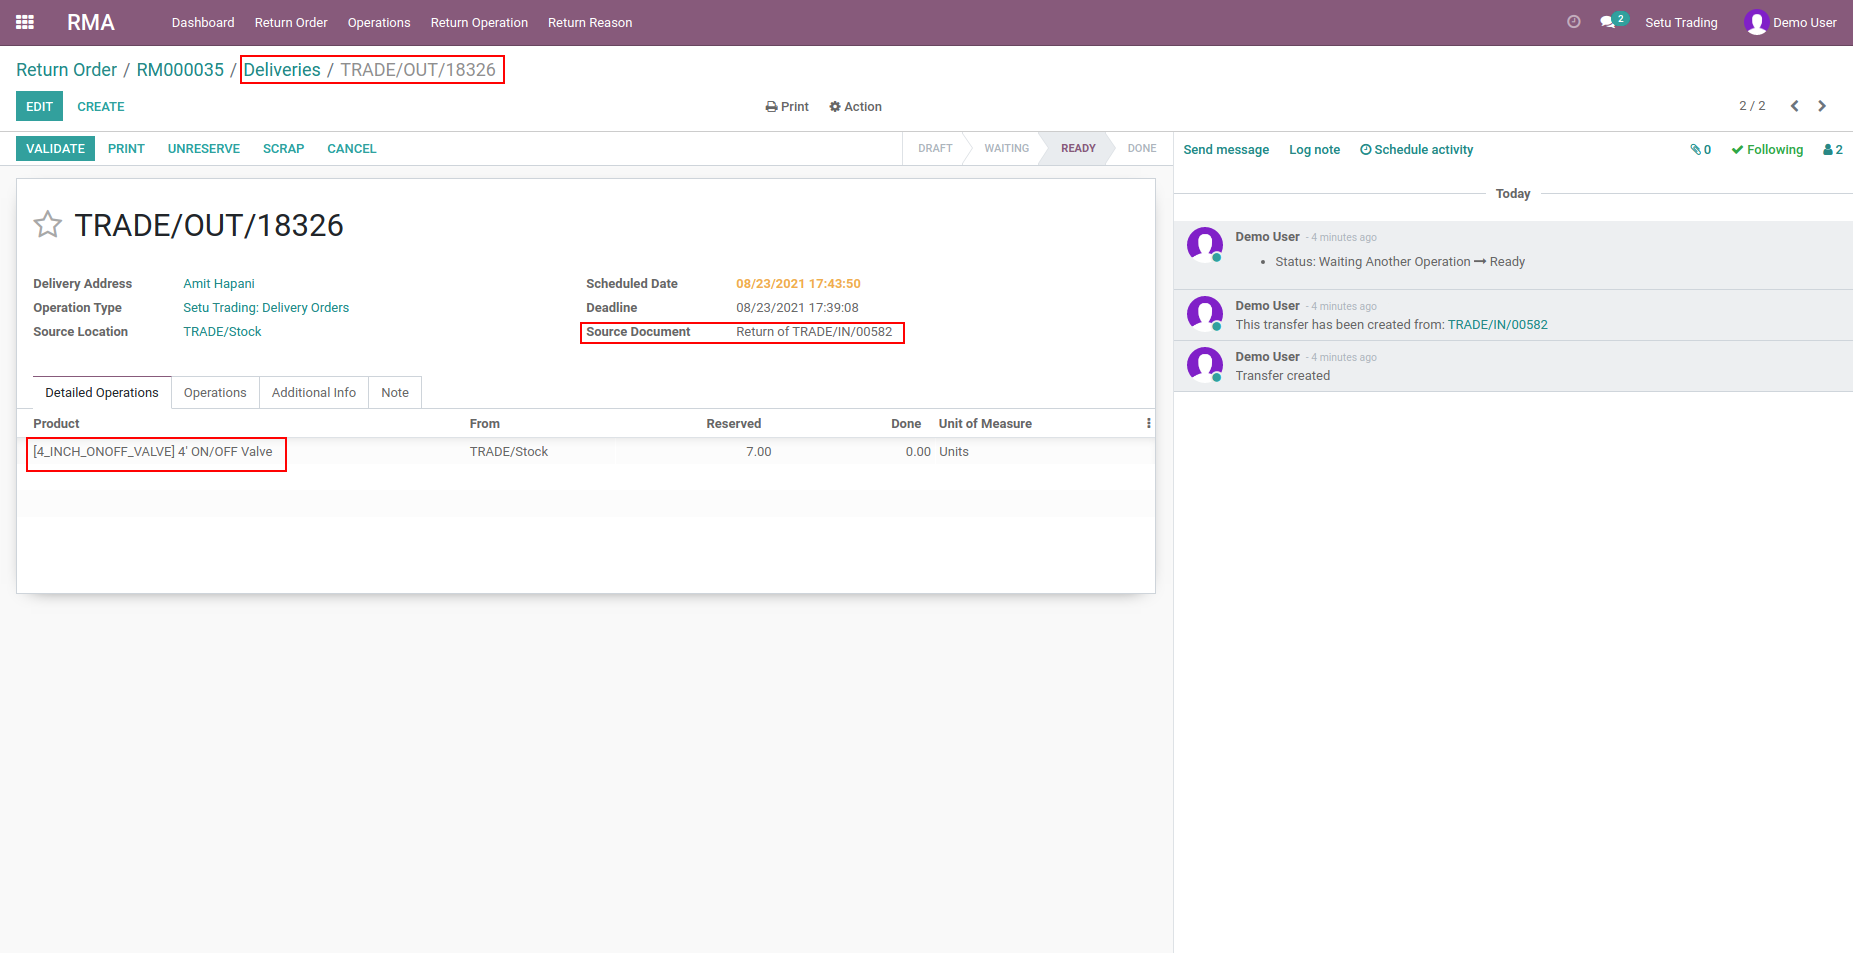 RMA Dashboard Return Order Operations Return Operation Return Reason 2 Setu Trading Demo User
Return Order / RM000035 / Deliveries / TRADE/OUT/18326
EDIT CREATE Print Action 2 / 2
VALIDATE PRINT UNRESERVE SCRAP CANCEL DRAFT WAITING READY DONE
TRADE/OUT/18326
Delivery Address Amit Hapani Scheduled Date 08/23/2021 17:43:50
Operation Type Setu Trading: Delivery Orders Deadline 08/23/2021 17:39:08
Source Location TRADE/Stock Source Document Return of TRADE/IN/00582
Detailed Operations Operations Additional Info Note
Product From Reserved Done Unit of Measure
[4_INCH_ONOFF_VALVE] 4' ON/OFF Valve TRADE/Stock 7.00 0.00 Units
Send message Log note Schedule activity 0 Following 2
Today
Demo User - 4 minutes ago
• Status: Waiting Another Operation → Ready
Demo User - 4 minutes ago
This transfer has been created from: TRADE/IN/00582
Demo User - 4 minutes ago
Transfer created